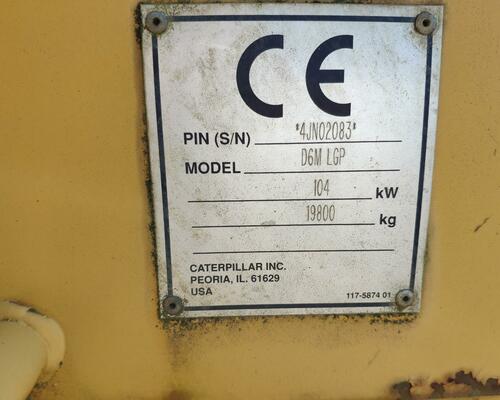 CE
PIN (S/N) *4JN02083*
MODEL D6M LGP
104 kW
19800 kg
CATERPILLAR INC.
PEORIA, IL. 61629
USA
117-5874 01